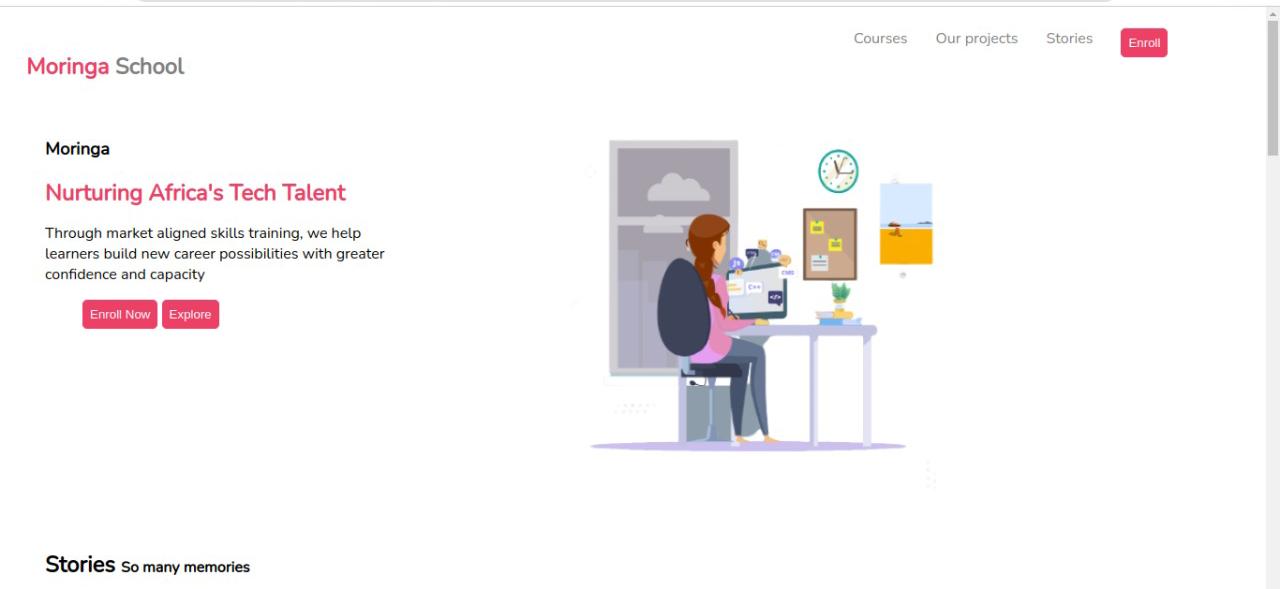 Courses Our projects Stories Enroll
Moringa School
Moringa
Nurturing Africa's Tech Talent
Through market aligned skills training, we help
learners build new career possibilities with greater
confidence and capacity
Enroll Now Explore
JS
CMS
C++
</>
Stories So many memories